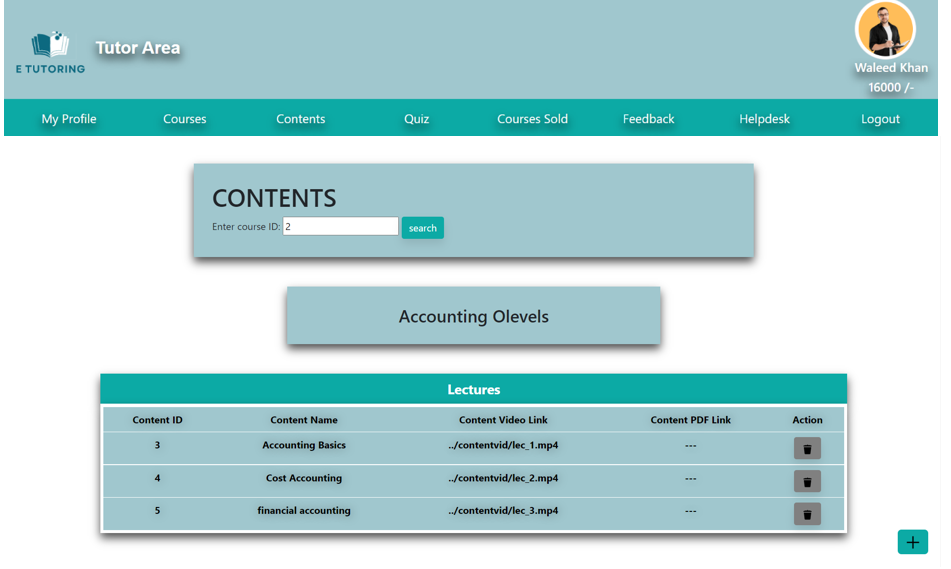 E TUTORING
Tutor Area
Waleed Khan
16000 /-
My Profile Courses Contents Quiz Courses Sold Feedback Helpdesk Logout
CONTENTS
Enter course ID: 2 search
Accounting Olevels
Lectures
Content ID Content Name Content Video Link Content PDF Link Action
3 Accounting Basics ../contentvid/lec_1.mp4 ---
4 Cost Accounting ../contentvid/lec_2.mp4 ---
5 financial accounting ../contentvid/lec_3.mp4 ---
+